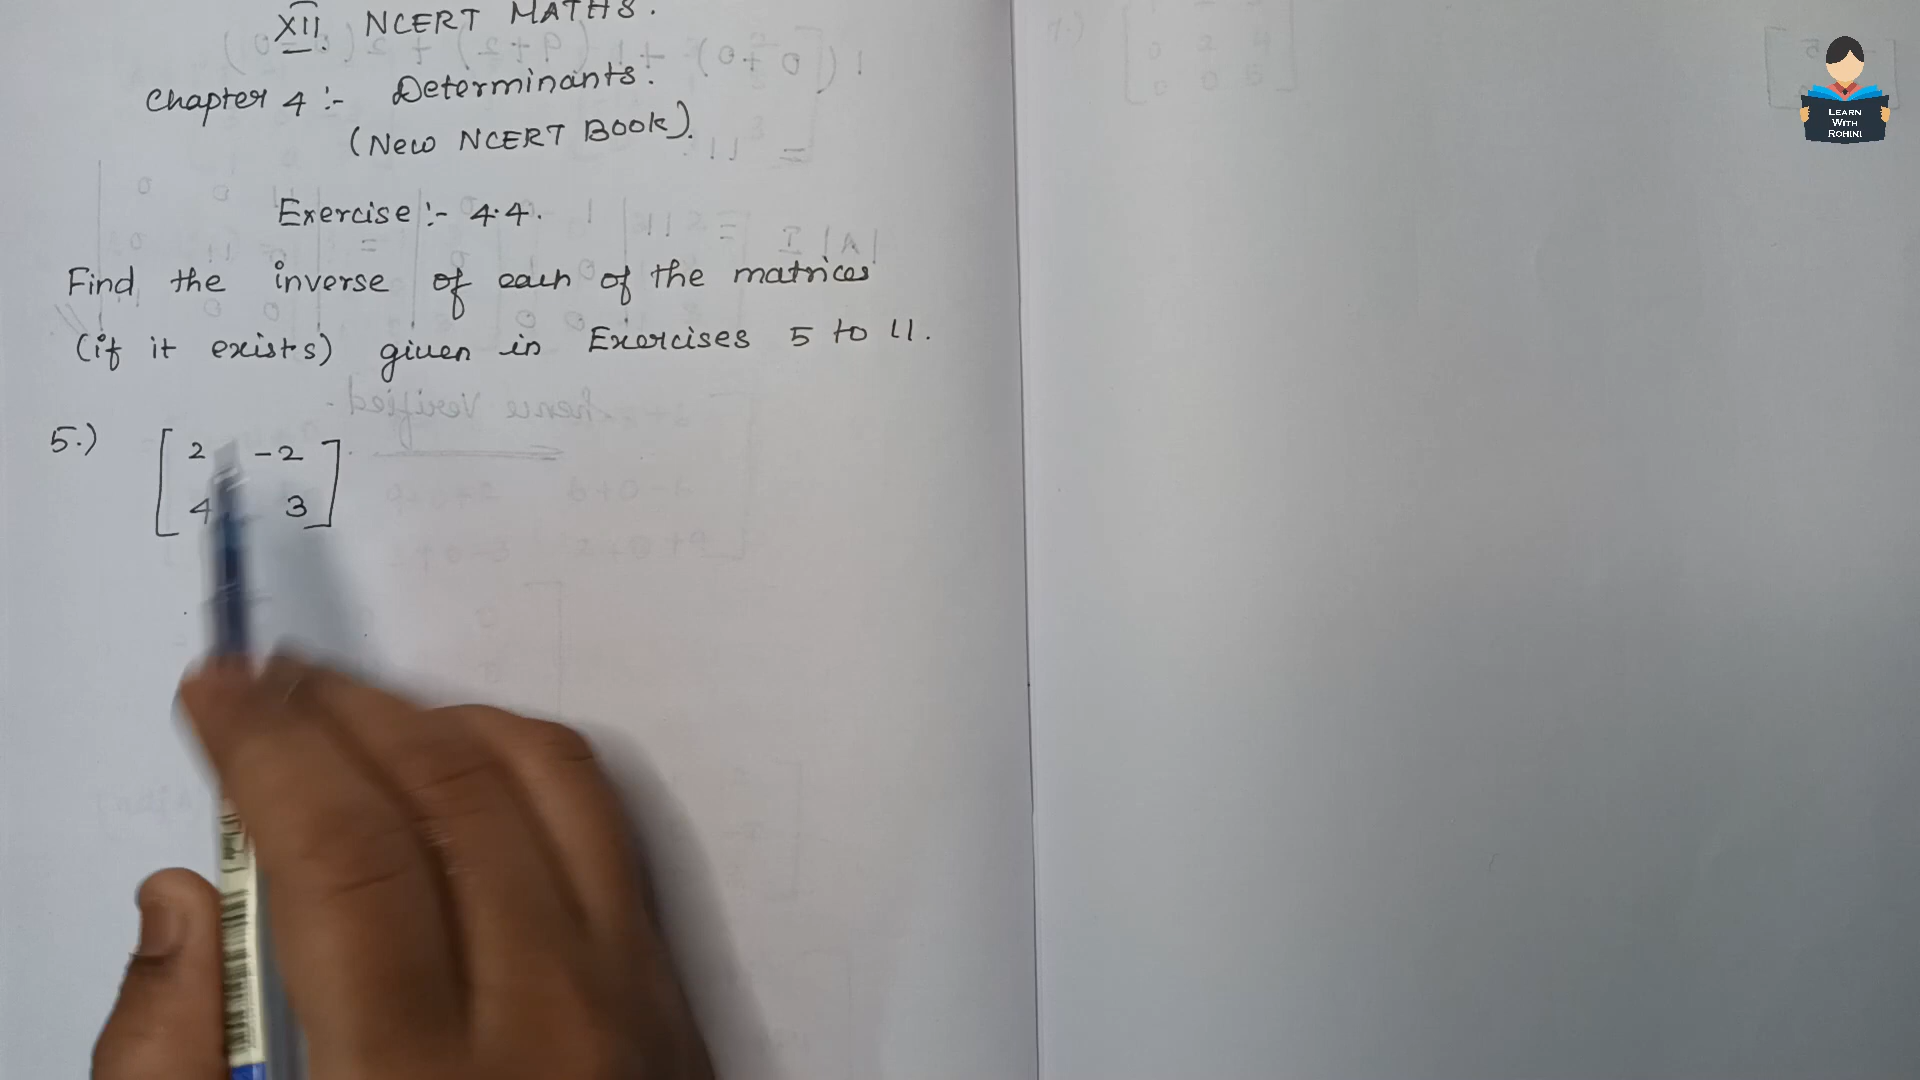 XII. NCERT MATHS.
Chapter 4 :- Determinants.
(New NCERT Book).
Exercise :- 4.4.
Find the inverse of each of the matrices
(if it exists) given in Exercises 5 to 11.
5.) [ 2 -2
4 3 ]
LEARN
WITH
ROHINI